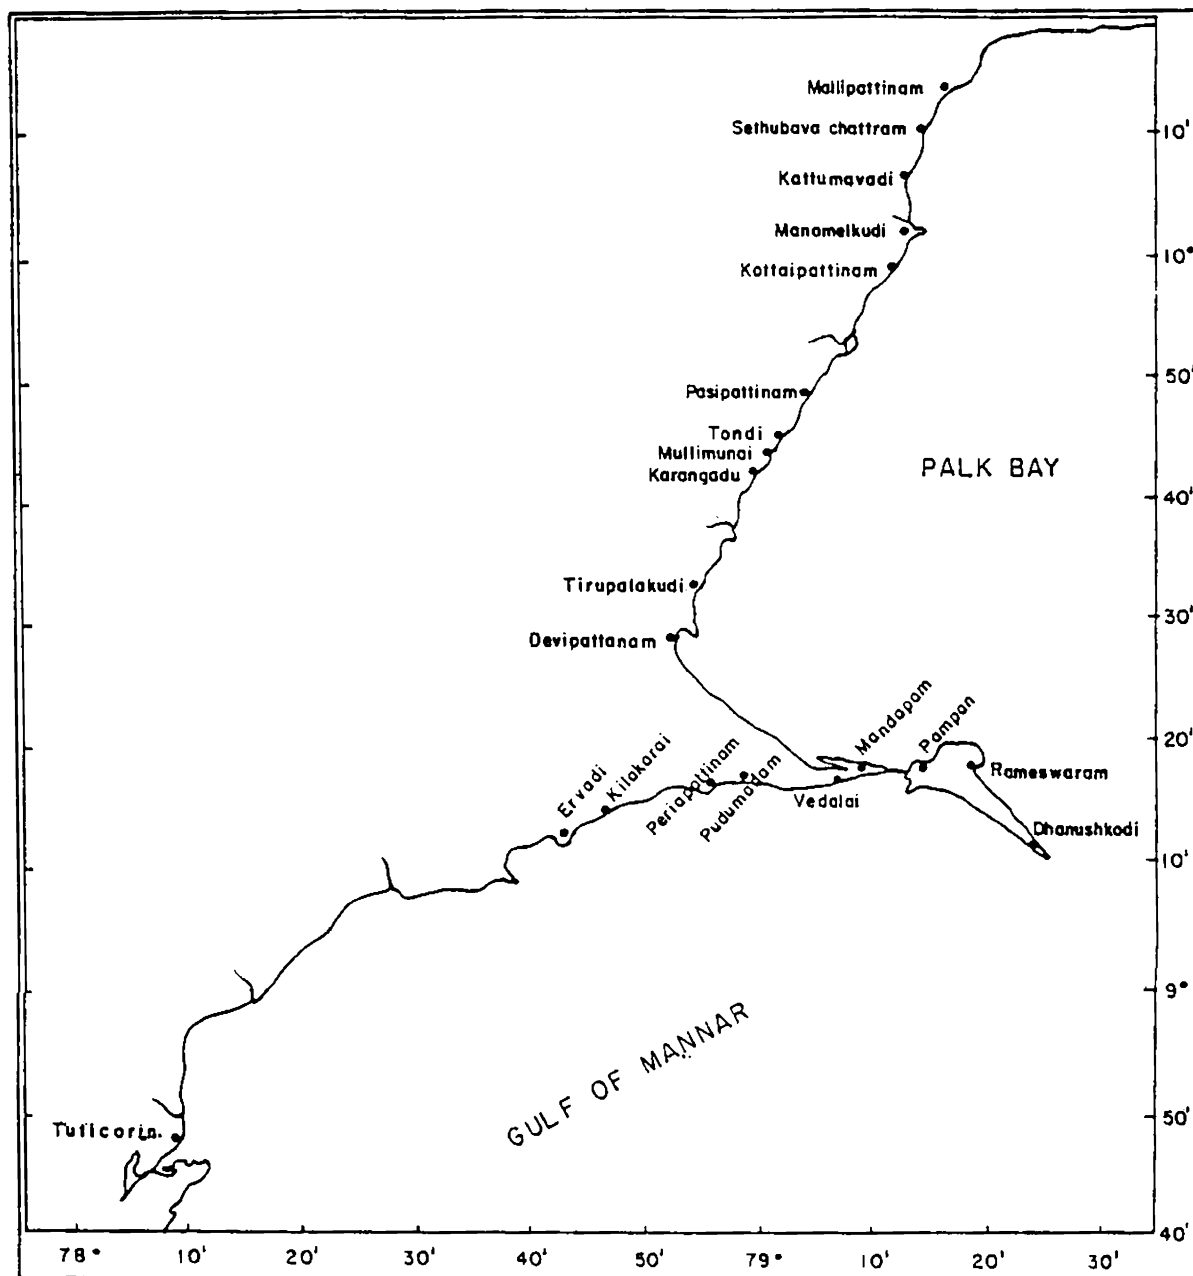 Mallipattinam
Sethubava chattram
10'
Kattumavadi
Manamelkudi
10°
Kottaipattinam
50'
Pasipattinam
Tondi
Mullimunai
Karangadu
PALK BAY
40'
Tirupalakudi
30'
Devipattanam
Mandapam
Pampan
20'
Rameswaram
Ervadi
Kilakarai
Periapattinam
Pudumadam
Vedalai
Dhanushkodi
10'
9°
GULF OF MANNAR
50'
Tuticorin.
40'
78° 10' 20' 30' 40' 50' 79° 10' 20' 30'